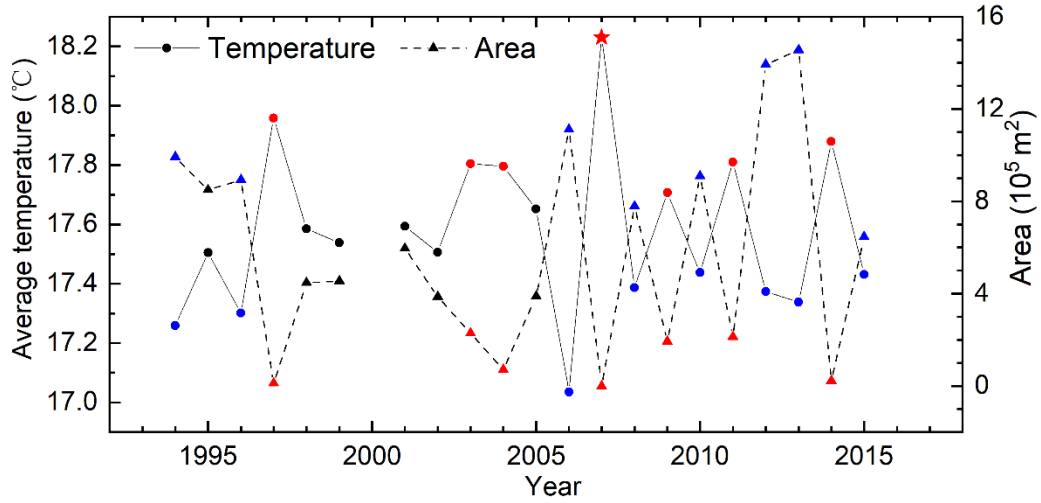 Temperature Area
Average temperature (℃)
18.2
18.0
17.8
17.6
17.4
17.2
17.0
16
12
8
4
0
Area (10⁵ m²)
1995 2000 2005 2010 2015
Year